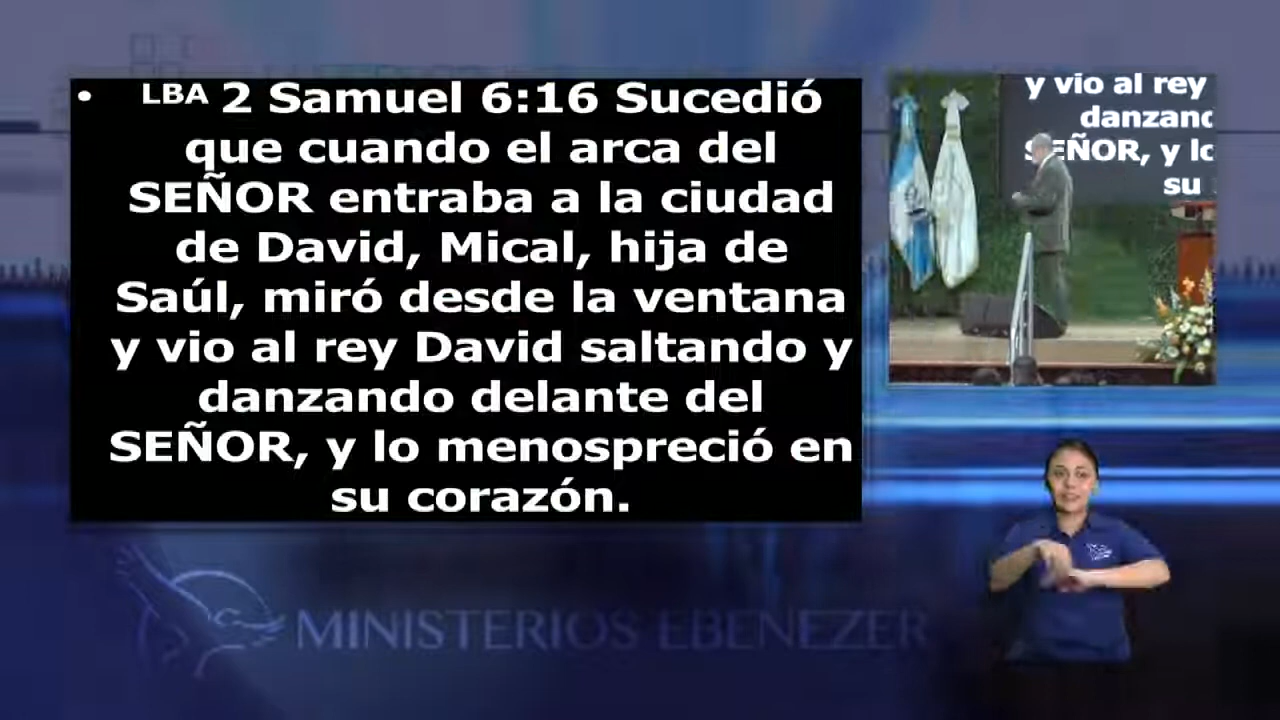 • LBA 2 Samuel 6:16 Sucedió
que cuando el arca del
SEÑOR entraba a la ciudad
de David, Mical, hija de
Saúl, miró desde la ventana
y vio al rey David saltando y
danzando delante del
SEÑOR, y lo menospreció en
su corazón.
y vio al rey
danzand
SEÑOR, y lo
su
MINISTERIOS EBENEZER